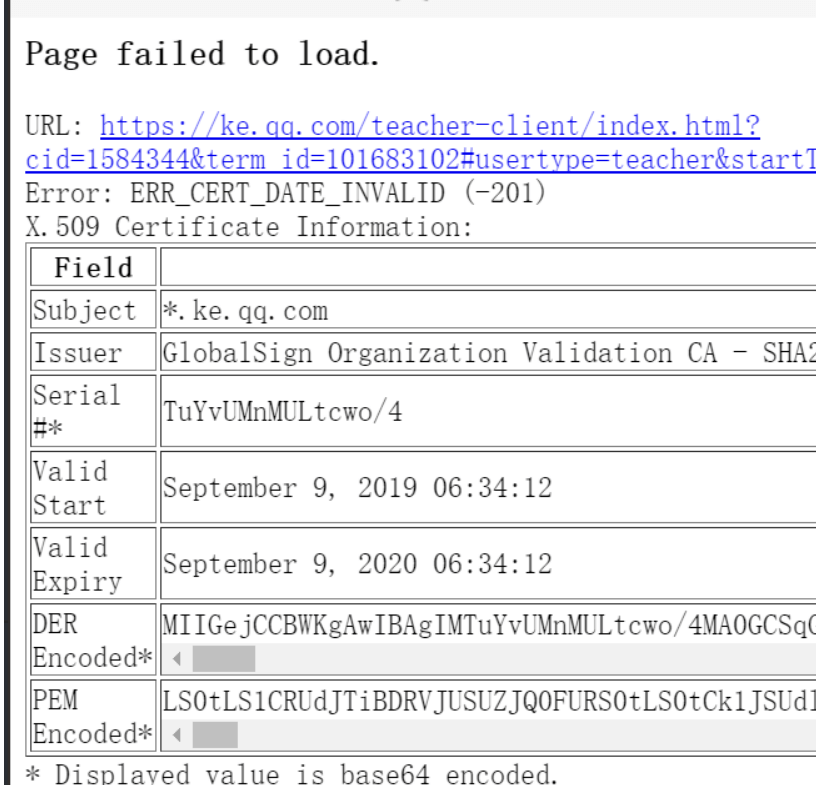 Page failed to load.
URL: https://ke.qq.com/teacher-client/index.html?
cid=1584344&term_id=101683102#usertype=teacher&startT
Error: ERR_CERT_DATE_INVALID (-201)
X.509 Certificate Information:
Field
Subject *.ke.qq.com
Issuer GlobalSign Organization Validation CA - SHA2
Serial
#* TuYvUMnMULtcwo/4
Valid
Start September 9, 2019 06:34:12
Valid
Expiry September 9, 2020 06:34:12
DER
Encoded* MIIGejCCBWKgAwIBAgIMTuYvUMnMULtcwo/4MA0GCSqG
PEM
Encoded* LS0tLS1CRUdJTiBDRVJUSUZJQ0FURS0tLS0tCk1JSUdl
* Displayed value is base64 encoded.